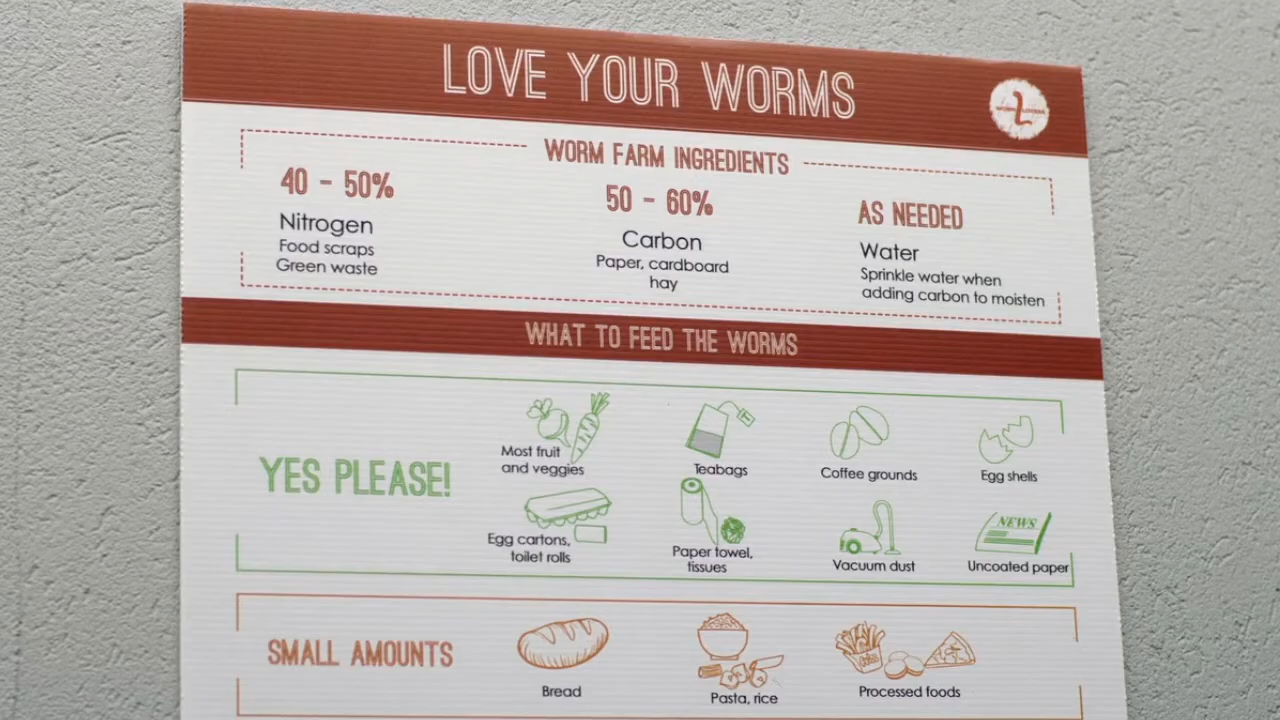 LOVE YOUR WORMS
WORM FARM INGREDIENTS
40 - 50%
Nitrogen
Food scraps
Green waste
50 - 60%
Carbon
Paper, cardboard
hay
AS NEEDED
Water
Sprinkle water when
adding carbon to moisten
WHAT TO FEED THE WORMS
YES PLEASE!
Most fruit
and veggies
Teabags
Coffee grounds
Egg shells
Egg cartons,
toilet rolls
Paper towel,
tissues
Vacuum dust
NEWS
Uncoated paper
SMALL AMOUNTS
Bread
Pasta, rice
Processed foods